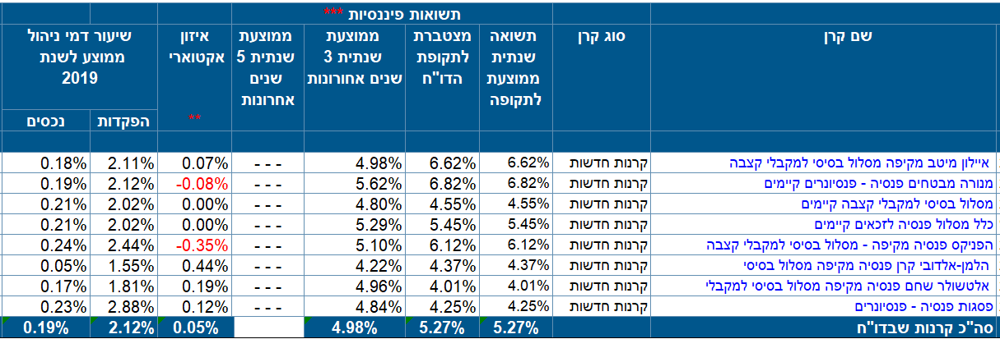 תשואות פיננסיות ***
שם קרן סוג קרן תשואה שנתית ממוצעת לתקופה מצטברת לתקופת הדו"ח ממוצעת שנתית 3 שנים אחורונות ממוצעת שנתית 5 שנים אחרונות איזון אקטוארי ** שיעור דמי ניהול ממוצע לשנת 2019
הפקדות נכסים
איילון מיטב מקיפה מסלול בסיסי למקבלי קצבה קרנות חדשות 6.62% 6.62% 4.98% - - - 0.07% 2.11% 0.18%
מנורה מבטחים פנסיה - פנסיונרים קיימים קרנות חדשות 6.82% 6.82% 5.62% - - - -0.08% 2.12% 0.19%
מסלול בסיסי למקבלי קצבה קיימים קרנות חדשות 4.55% 4.55% 4.80% - - - 0.00% 2.02% 0.21%
כלל מסלול פנסיה לזכאים קיימים קרנות חדשות 5.45% 5.45% 5.29% - - - 0.00% 2.02% 0.21%
הפניקס פנסיה מקיפה - מסלול בסיסי למקבלי קצבה קרנות חדשות 6.12% 6.12% 5.10% - - - -0.35% 2.44% 0.24%
הלמן-אלדובי קרן פנסיה מקיפה מסלול בסיסי קרנות חדשות 4.37% 4.37% 4.22% - - - 0.44% 1.55% 0.05%
אלטשולר שחם פנסיה מקיפה מסלול בסיסי למקבלי קרנות חדשות 4.01% 4.01% 4.96% - - - 0.19% 1.81% 0.17%
פסגות פנסיה - פנסיונרים קרנות חדשות 4.25% 4.25% 4.84% - - - 0.12% 2.88% 0.23%
סה"כ קרנות שבדו"ח 5.27% 5.27% 4.98% 0.05% 2.12% 0.19%